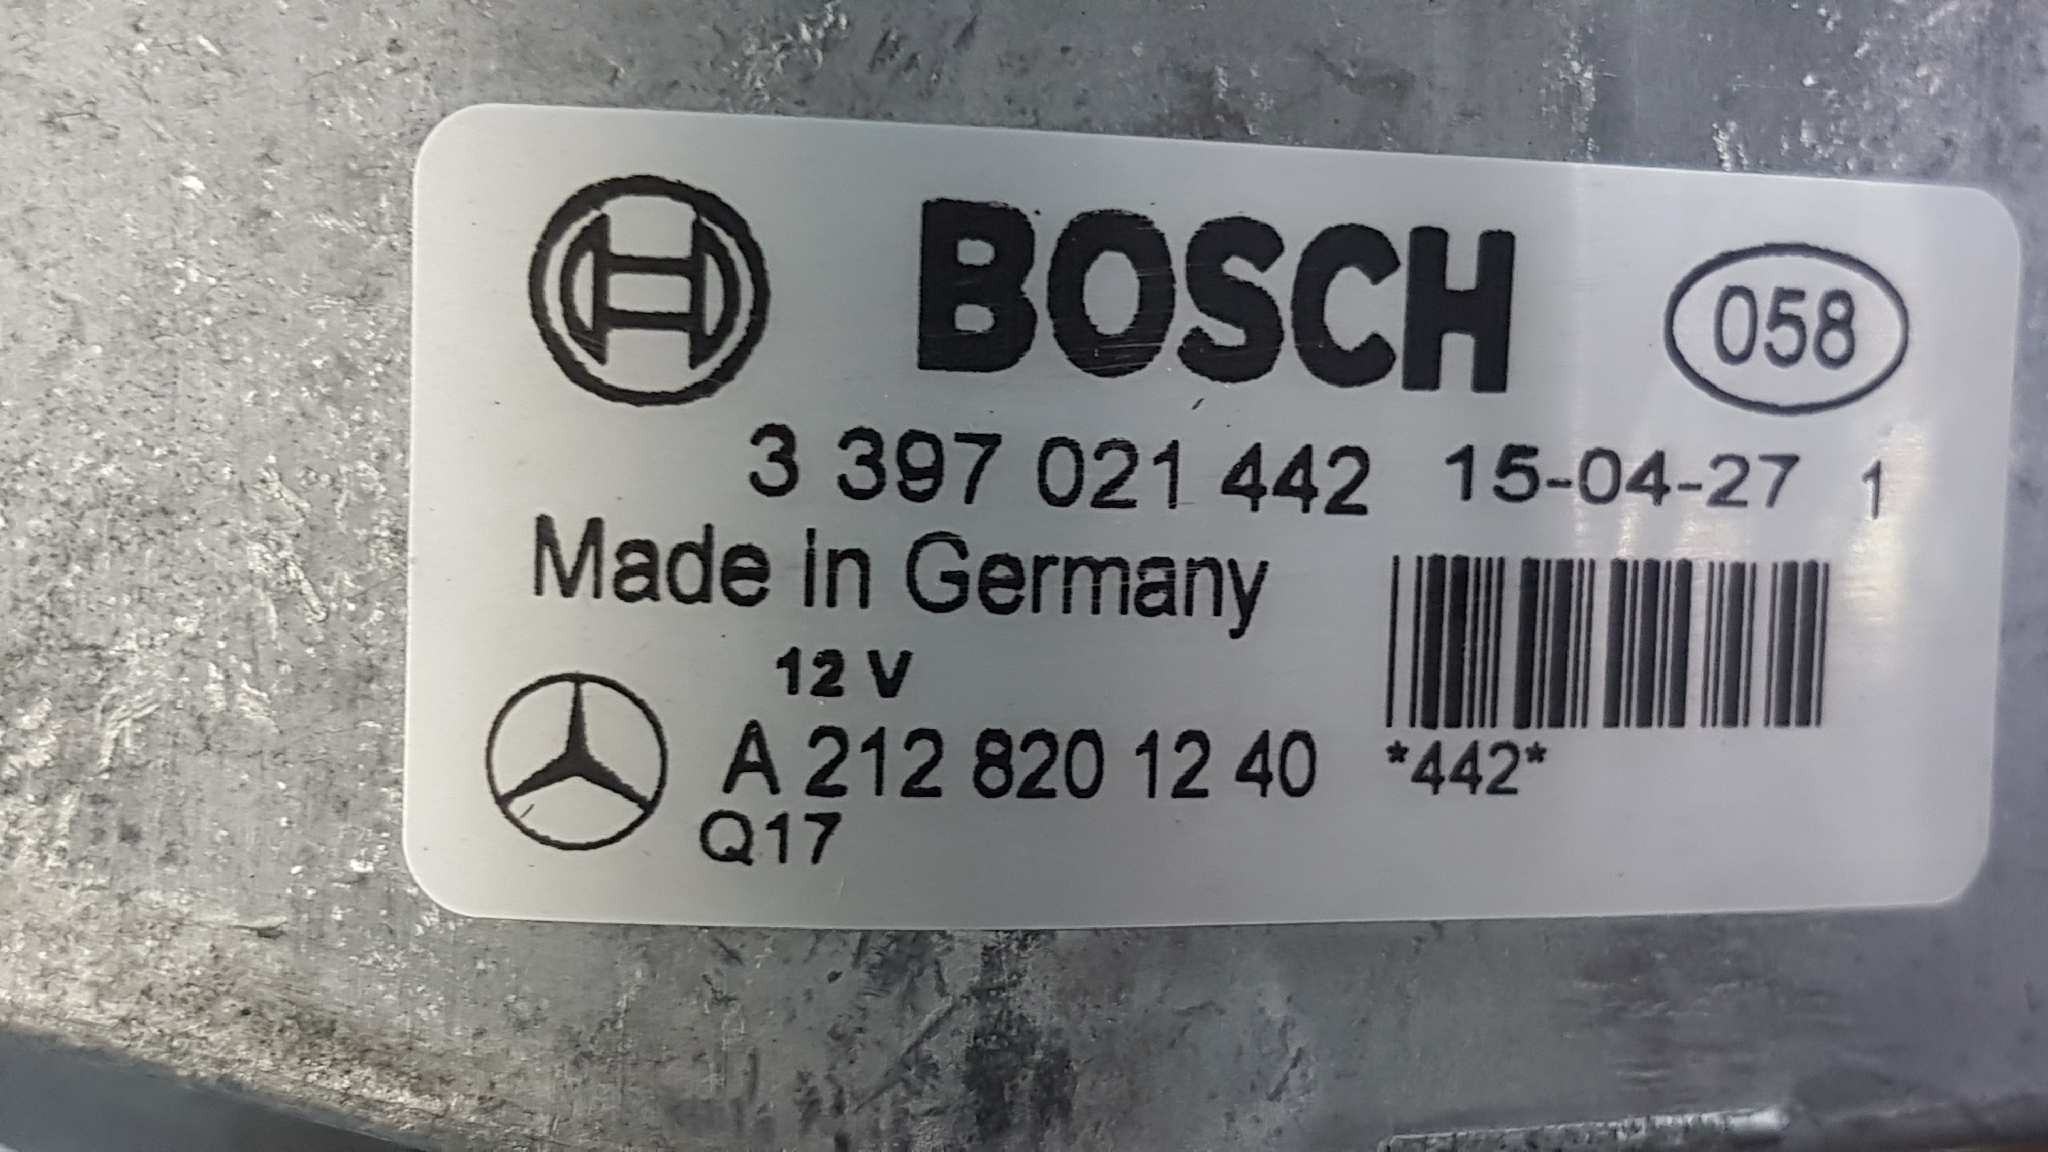 BOSCH 058
3 397 021 442 15-04-27 1
Made in Germany
12 V
A 212 820 12 40 *442*
Q17